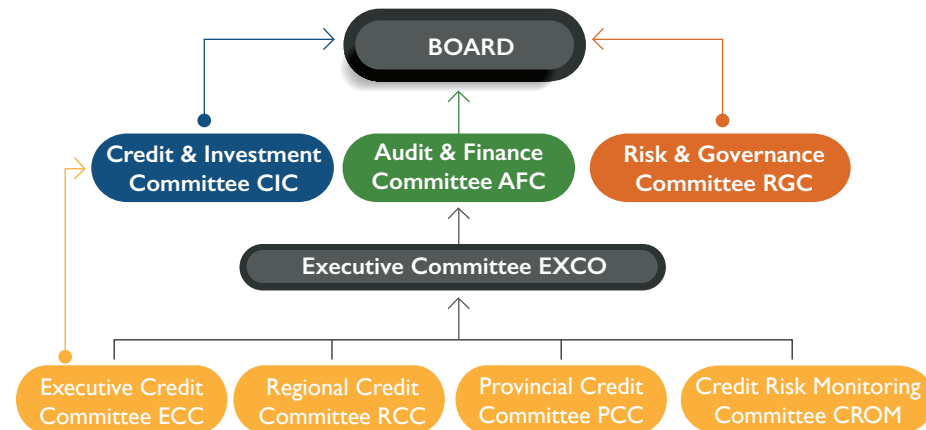 BOARD
Credit & Investment
Committee CIC
Audit & Finance
Committee AFC
Risk & Governance
Committee RGC
Executive Committee EXCO
Executive Credit
Committee ECC
Regional Credit
Committee RCC
Provincial Credit
Committee PCC
Credit Risk Monitoring
Committee CROM